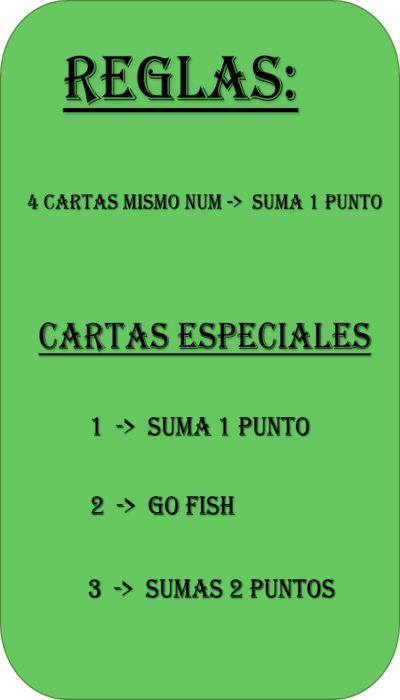 REGLAS:
4 CARTAS MISMO NUM -> SUMA 1 PUNTO
CARTAS ESPECIALES
1 -> SUMA 1 PUNTO
2 -> GO FISH
3 -> SUMAS 2 PUNTOS